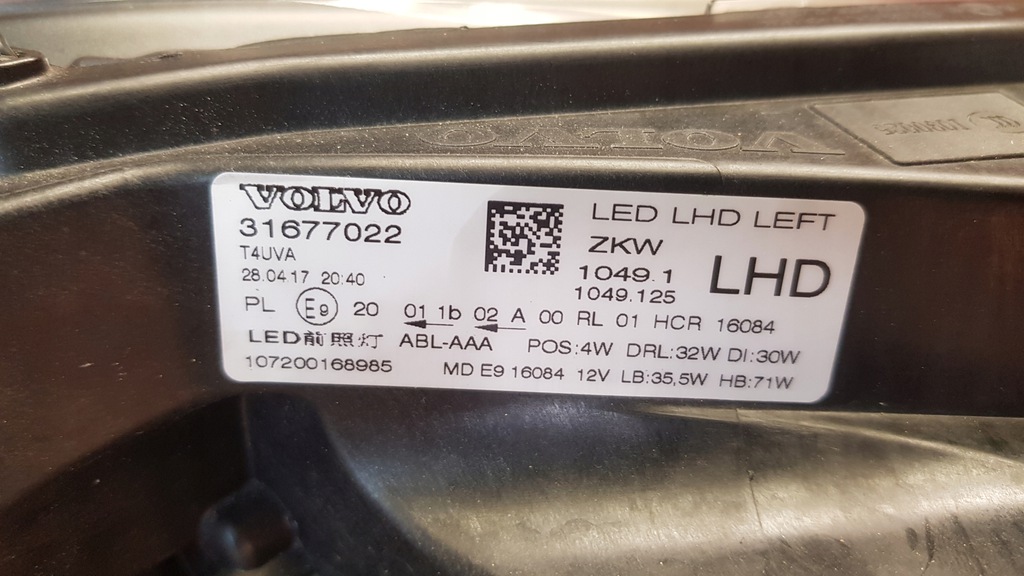 VOLVO
VOLVO
31677022
T4UVA
28.04.17 20:40
LED LHD LEFT
ZKW
1049.1
1049.125
LHD
PL E9 20 01 1b 02 A 00 RL 01 HCR 16084
LED前照灯 ABL-AAA POS:4W DRL:32W DI:30W
107200168985 MD E9 16084 12V LB:35,5W HB:71W